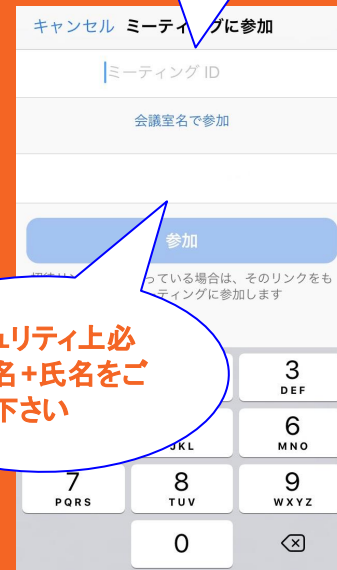 キャンセル ミーティングに参加
ミーティング ID
会議室名で参加
参加
っている場合は、そのリンクをも
ティングに参加します
ュリティ上必
名+氏名をご
下さい
3
DEF
JKL
6
MNO
7
PQRS
8
TUV
9
WXYZ
0